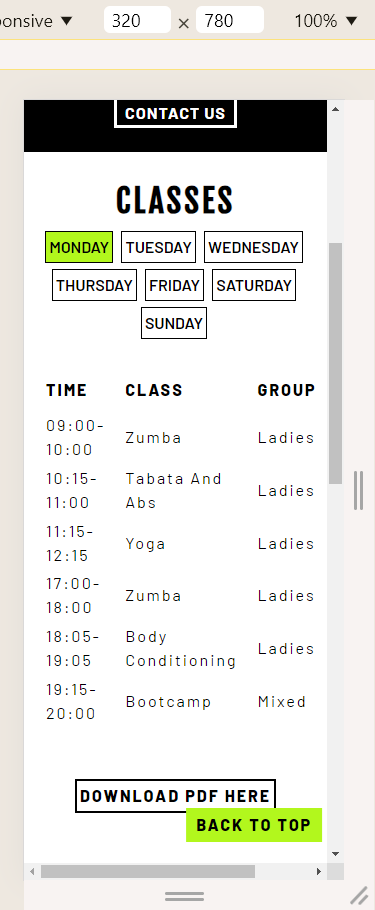 onsive ▼ 320 × 780 100% ▼
CONTACT US
CLASSES
MONDAY TUESDAY WEDNESDAY
THURSDAY FRIDAY SATURDAY
SUNDAY
TIME CLASS GROUP
09:00-
10:00 Zumba Ladies
10:15-
11:00 Tabata And
Abs Ladies
11:15-
12:15 Yoga Ladies
17:00-
18:00 Zumba Ladies
18:05-
19:05 Body
Conditioning Ladies
19:15-
20:00 Bootcamp Mixed
DOWNLOAD PDF HERE
BACK TO TOP